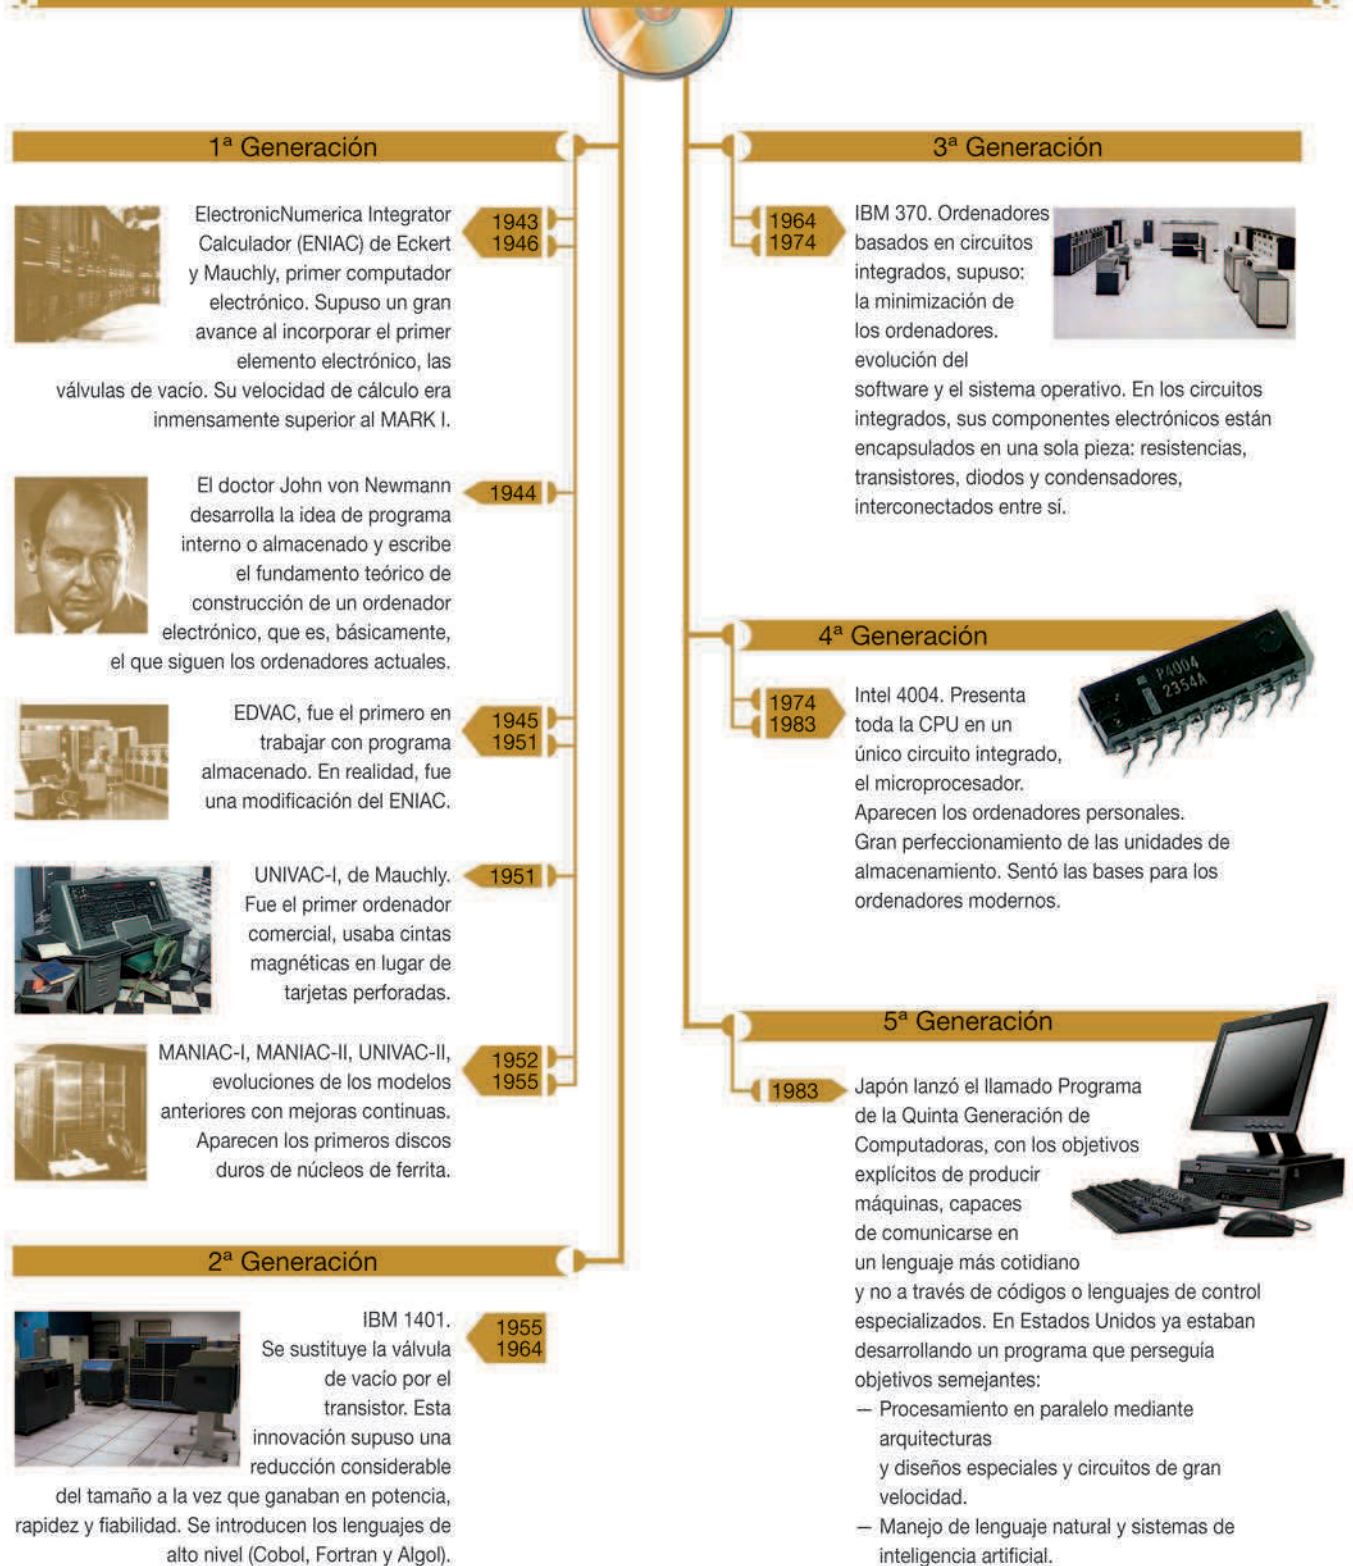 1ª Generación
1943
1946
ElectronicNumerica Integrator
Calculador (ENIAC) de Eckert
y Mauchly, primer computador
electrónico. Supuso un gran
avance al incorporar el primer
elemento electrónico, las
válvulas de vacío. Su velocidad de cálculo era
inmensamente superior al MARK I.
1944
El doctor John von Newmann
desarrolla la idea de programa
interno o almacenado y escribe
el fundamento teórico de
construcción de un ordenador
electrónico, que es, básicamente,
el que siguen los ordenadores actuales.
1945
1951
EDVAC, fue el primero en
trabajar con programa
almacenado. En realidad, fue
una modificación del ENIAC.
1951
UNIVAC-I, de Mauchly.
Fue el primer ordenador
comercial, usaba cintas
magnéticas en lugar de
tarjetas perforadas.
1952
1955
MANIAC-I, MANIAC-II, UNIVAC-II,
evoluciones de los modelos
anteriores con mejoras continuas.
Aparecen los primeros discos
duros de núcleos de ferrita.
2ª Generación
1955
1964
IBM 1401.
Se sustituye la válvula
de vacío por el
transistor. Esta
innovación supuso una
reducción considerable
del tamaño a la vez que ganaban en potencia,
rapidez y fiabilidad. Se introducen los lenguajes de
alto nivel (Cobol, Fortran y Algol).
3ª Generación
1964
1974
IBM 370. Ordenadores
basados en circuitos
integrados, supuso:
la minimización de
los ordenadores.
evolución del
software y el sistema operativo. En los circuitos
integrados, sus componentes electrónicos están
encapsulados en una sola pieza: resistencias,
transistores, diodos y condensadores,
interconectados entre sí.
4ª Generación
P4004
2354A
1974
1983
Intel 4004. Presenta
toda la CPU en un
único circuito integrado,
el microprocesador.
Aparecen los ordenadores personales.
Gran perfeccionamiento de las unidades de
almacenamiento. Sentó las bases para los
ordenadores modernos.
5ª Generación
1983
Japón lanzó el llamado Programa
de la Quinta Generación de
Computadoras, con los objetivos
explícitos de producir
máquinas, capaces
de comunicarse en
un lenguaje más cotidiano
y no a través de códigos o lenguajes de control
especializados. En Estados Unidos ya estaban
desarrollando un programa que perseguía
objetivos semejantes:
— Procesamiento en paralelo mediante
arquitecturas
y diseños especiales y circuitos de gran
velocidad.
— Manejo de lenguaje natural y sistemas de
inteligencia artificial.